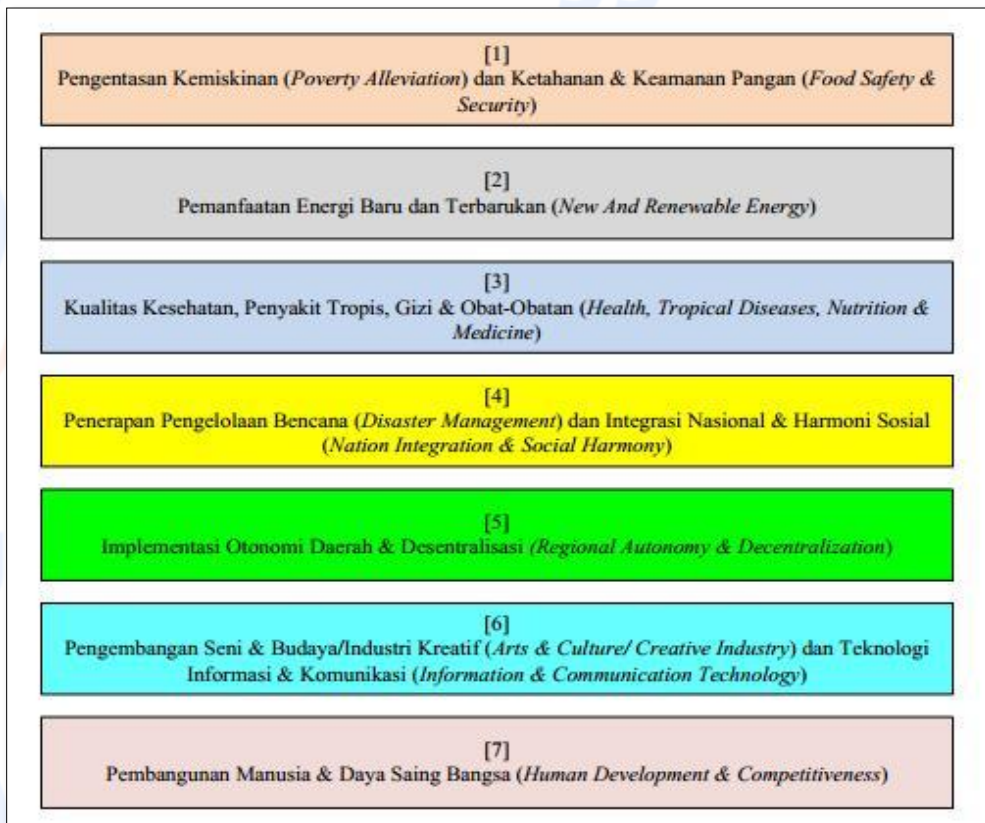 [1]
Pengentasan Kemiskinan (Poverty Alleviation) dan Ketahanan & Keamanan Pangan (Food Safety &
Security)
[2]
Pemanfaatan Energi Baru dan Terbarukan (New And Renewable Energy)
[3]
Kualitas Kesehatan, Penyakit Tropis, Gizi & Obat-Obatan (Health, Tropical Diseases, Nutrition &
Medicine)
[4]
Penerapan Pengelolaan Bencana (Disaster Management) dan Integrasi Nasional & Harmoni Sosial
(Nation Integration & Social Harmony)
[5]
Implementasi Otonomi Daerah & Desentralisasi (Regional Autonomy & Decentralization)
[6]
Pengembangan Seni & Budaya/Industri Kreatif (Arts & Culture/ Creative Industry) dan Teknologi
Informasi & Komunikasi (Information & Communication Technology)
[7]
Pembangunan Manusia & Daya Saing Bangsa (Human Development & Competitiveness)